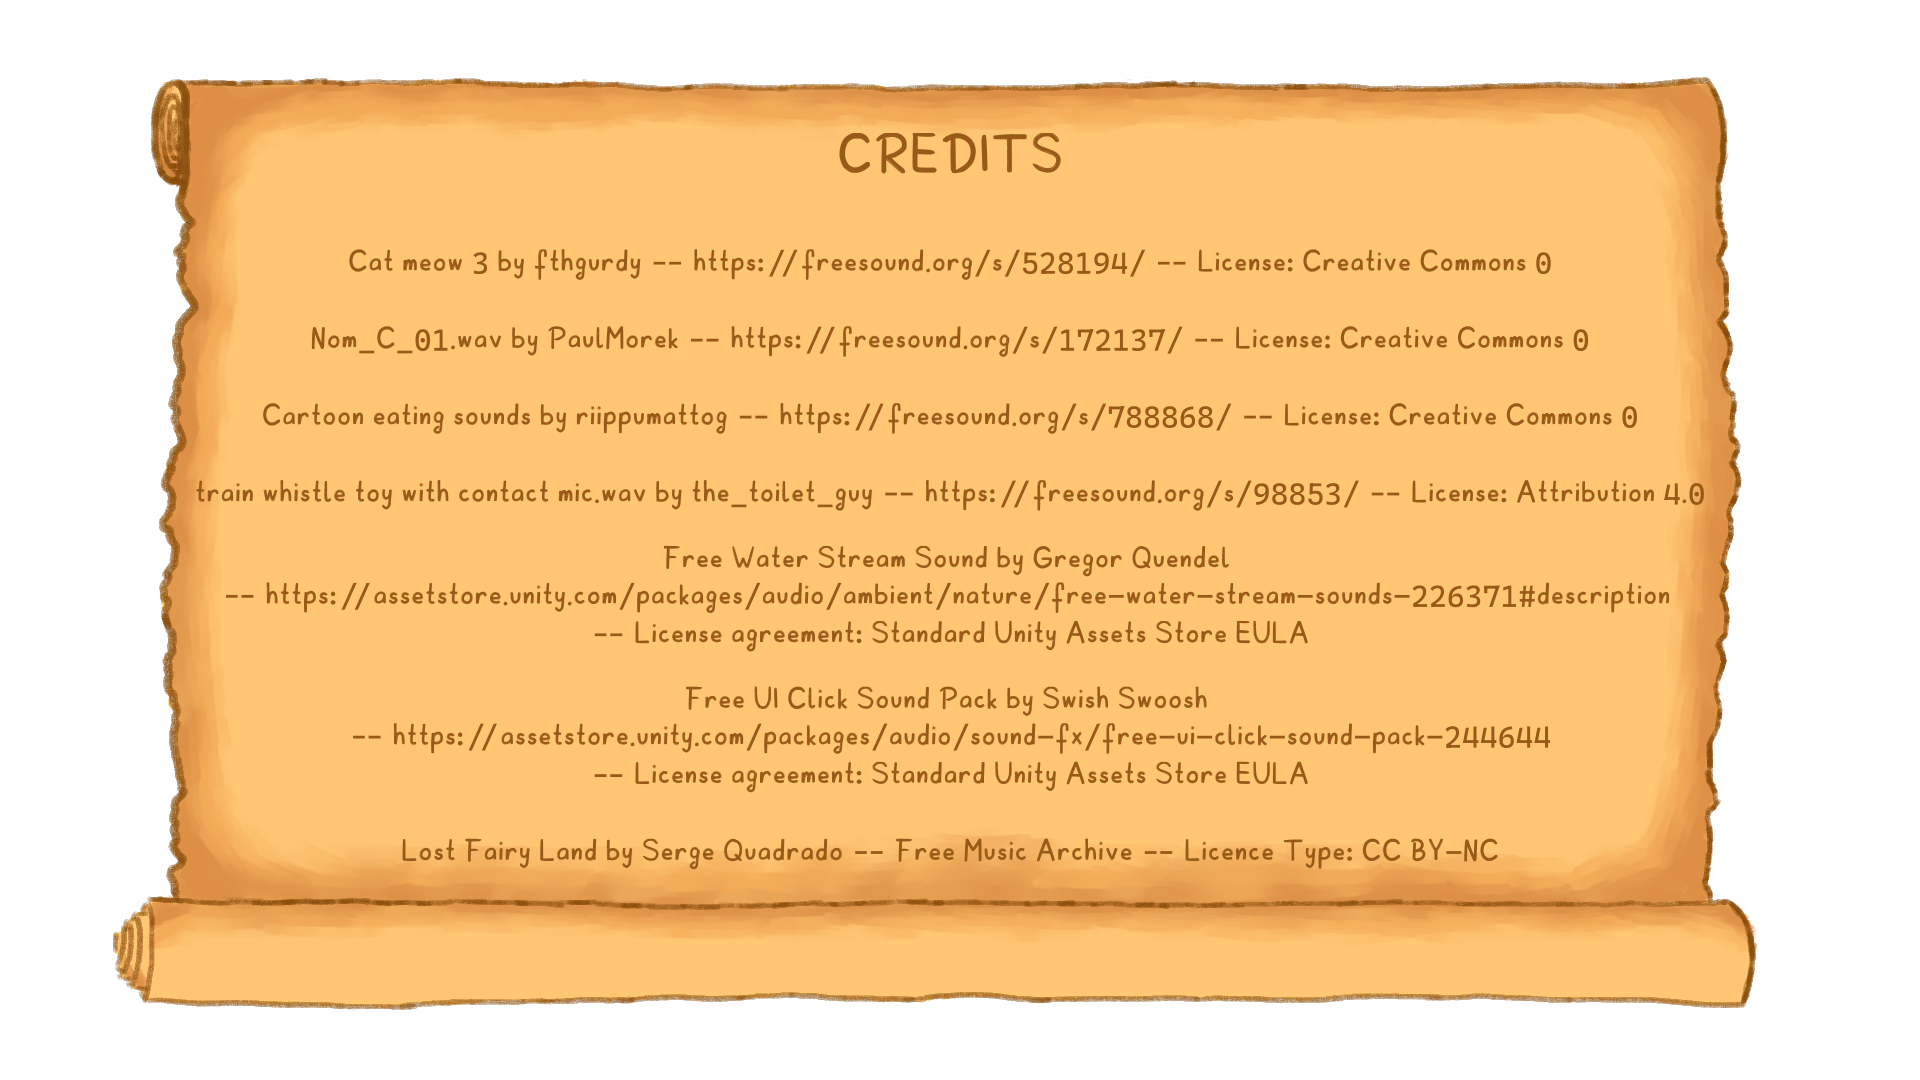 CREDITS
Cat meow 3 by fthgurdy -- https://freesound.org/s/528194/ -- License: Creative Commons 0
Nom_C_01.wav by PaulMorek -- https://freesound.org/s/172137/ -- License: Creative Commons 0
Cartoon eating sounds by riippumattog -- https://freesound.org/s/788868/ -- License: Creative Commons 0
train whistle toy with contact mic.wav by the_toilet_guy -- https://freesound.org/s/98853/ -- License: Attribution 4.0
Free Water Stream Sound by Gregor Quendel
-- https://assetstore.unity.com/packages/audio/ambient/nature/free-water-stream-sounds-226371#description
-- License agreement: Standard Unity Assets Store EULA
Free UI Click Sound Pack by Swish Swoosh
-- https://assetstore.unity.com/packages/audio/sound-fx/free-ui-click-sound-pack-244644
-- License agreement: Standard Unity Assets Store EULA
Lost Fairy Land by Serge Quadrado -- Free Music Archive -- Licence Type: CC BY-NC